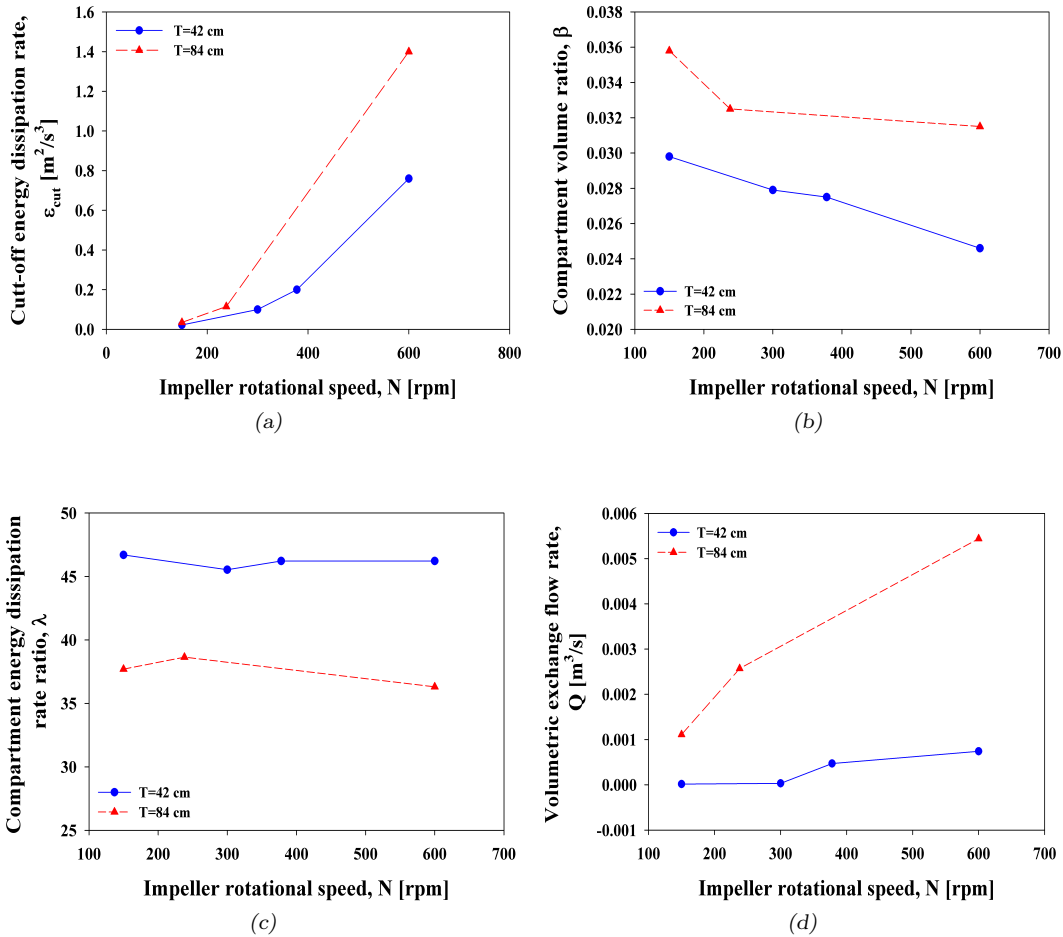 Cutt-off energy dissipation rate,
ε_cut [m²/s³]
1.6
1.4
1.2
1.0
0.8
0.6
0.4
0.2
0.0
T=42 cm
T=84 cm
0 200 400 600 800
Impeller rotational speed, N [rpm]
(a)
Compartment volume ratio, β
0.038
0.036
0.034
0.032
0.030
0.028
0.026
0.024
0.022
0.020
T=42 cm
T=84 cm
100 200 300 400 500 600 700
Impeller rotational speed, N [rpm]
(b)
Compartment energy dissipation
rate ratio, λ
50
45
40
35
30
25
T=42 cm
T=84 cm
100 200 300 400 500 600 700
Impeller rotational speed, N [rpm]
(c)
Volumetric exchange flow rate,
Q [m³/s]
0.006
0.005
0.004
0.003
0.002
0.001
0.000
-0.001
T=42 cm
T=84 cm
100 200 300 400 500 600 700
Impeller rotational speed, N [rpm]
(d)